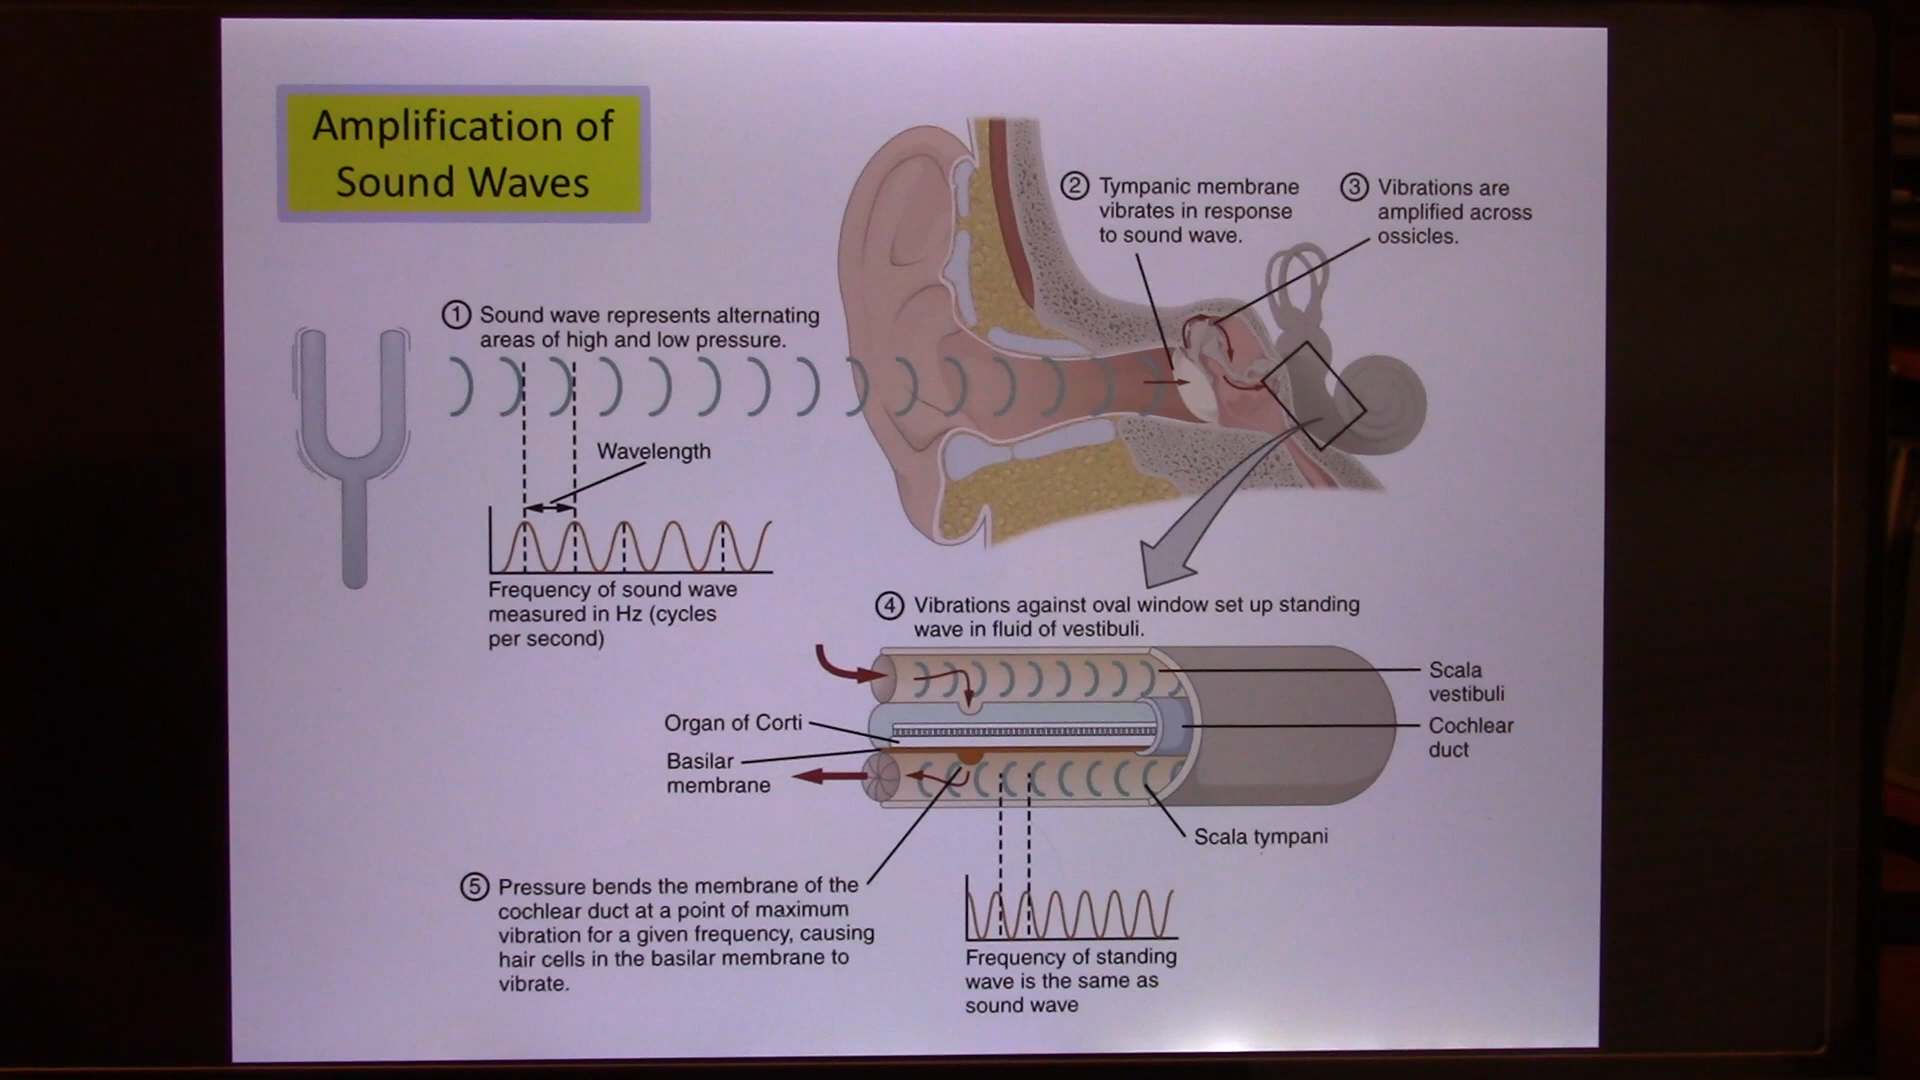 Amplification of
Sound Waves
① Sound wave represents alternating
areas of high and low pressure.
② Tympanic membrane
vibrates in response
to sound wave.
③ Vibrations are
amplified across
ossicles.
Wavelength
Frequency of sound wave
measured in Hz (cycles
per second)
④ Vibrations against oval window set up standing
wave in fluid of vestibuli.
Scala
vestibuli
Organ of Corti
Cochlear
duct
Basilar
membrane
Scala tympani
⑤ Pressure bends the membrane of the
cochlear duct at a point of maximum
vibration for a given frequency, causing
hair cells in the basilar membrane to
vibrate.
Frequency of standing
wave is the same as
sound wave